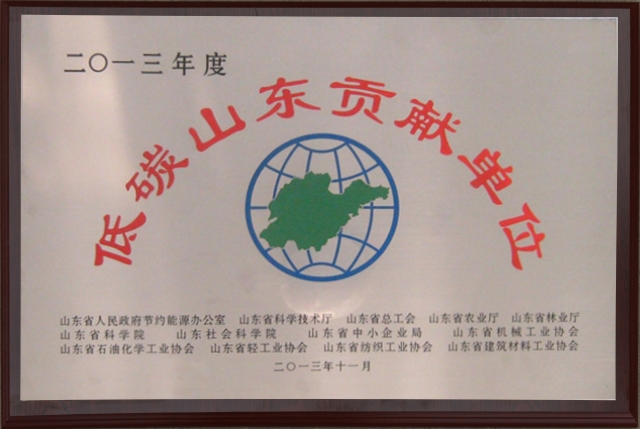 二〇一三年度
低碳山东贡献单位
山东省人民政府节约能源办公室 山东省科学技术厅 山东省总工会 山东省农业厅 山东省林业厅
山东省科学院 山东社会科学院 山东省中小企业局 山东省机械工业协会
山东省石油化学工业协会 山东省轻工业协会 山东省纺织工业协会 山东省建筑材料工业协会
二〇一三年十一月